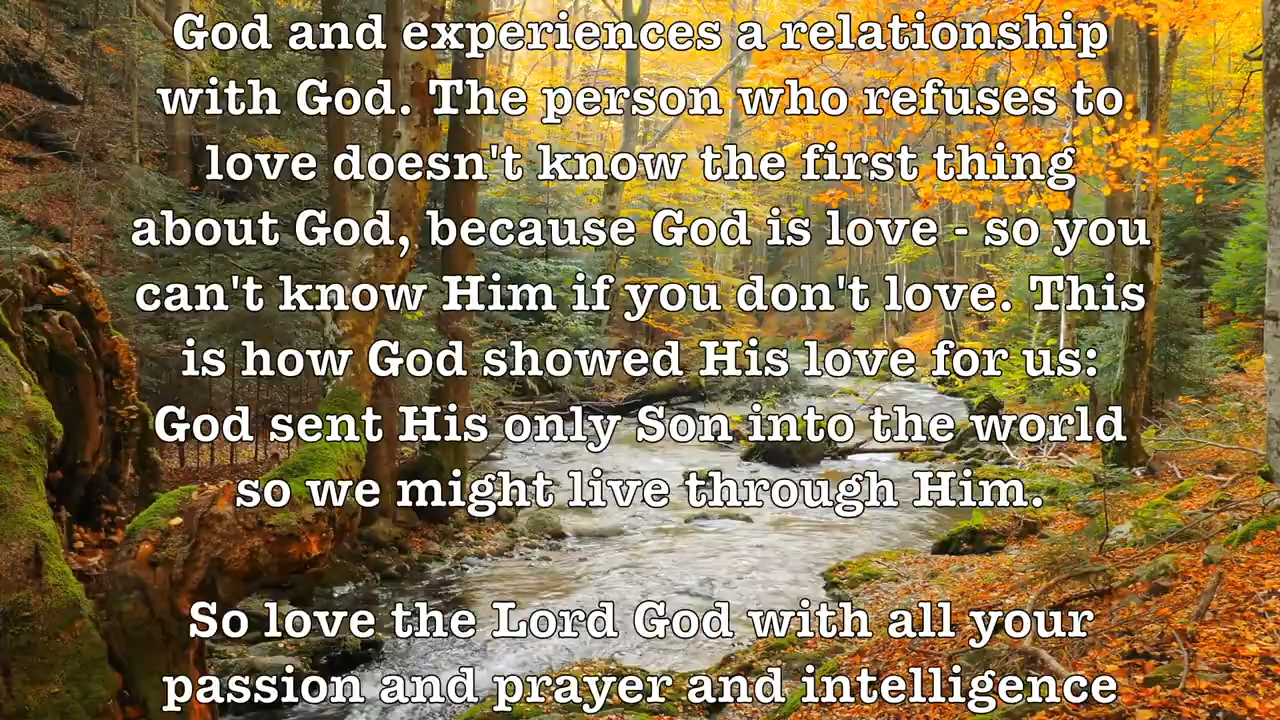 God and experiences a relationship
with God. The person who refuses to
love doesn't know the first thing
about God, because God is love - so you
can't know Him if you don't love. This
is how God showed His love for us:
God sent His only Son into the world
so we might live through Him.
So love the Lord God with all your
passion and prayer and intelligence